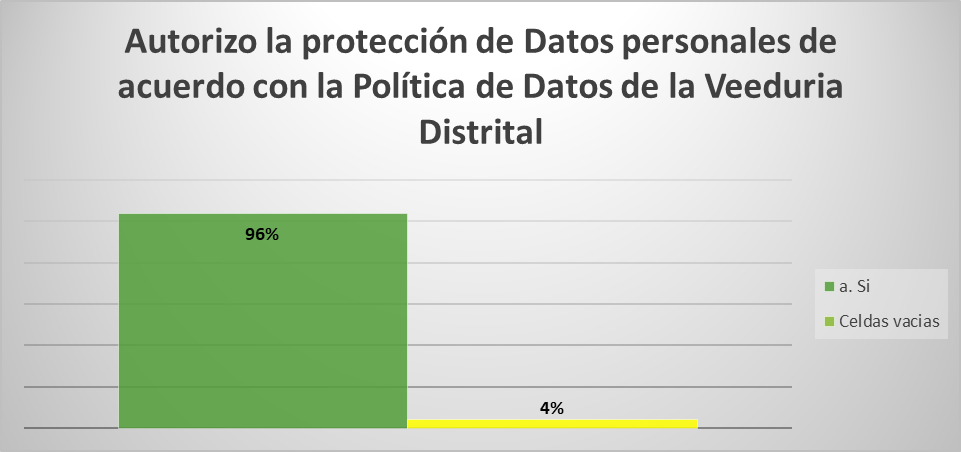 Autorizo la protección de Datos personales de
acuerdo con la Política de Datos de la Veeduria
Distrital
96%
4%
a. Si
Celdas vacias